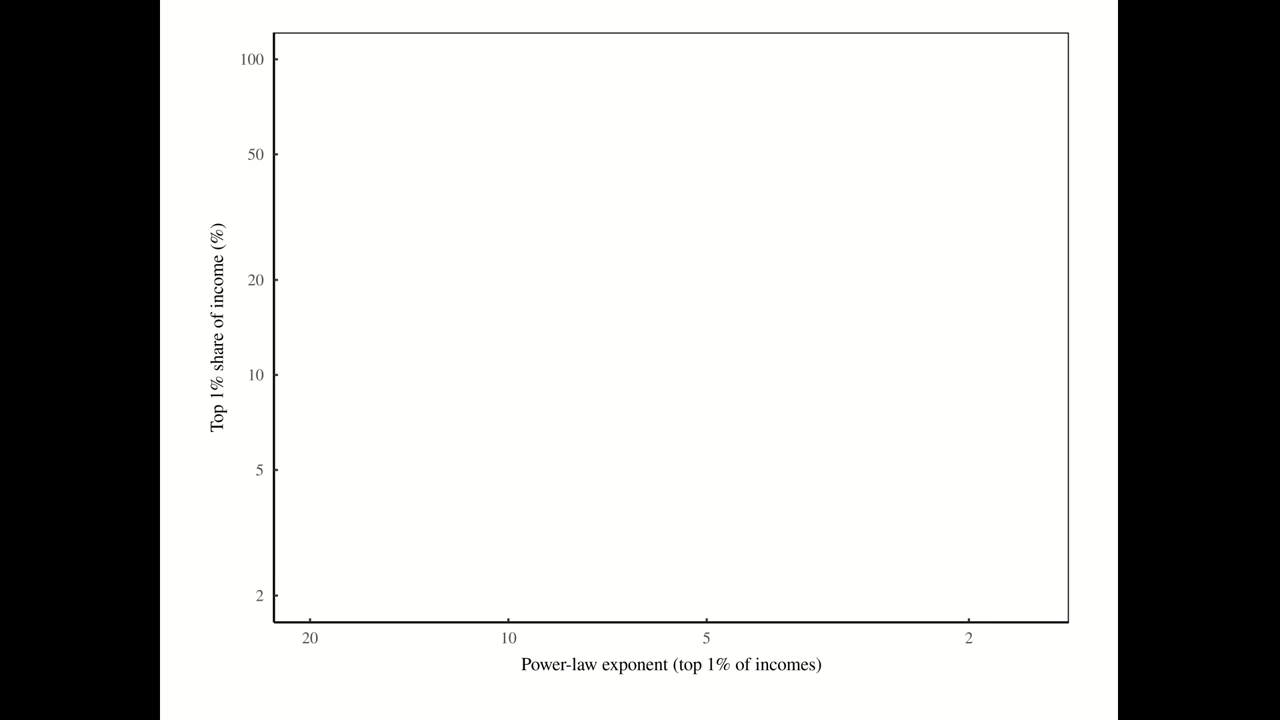 100
50
20
10
5
2
Top 1% share of income (%)
20 10 5 2
Power-law exponent (top 1% of incomes)